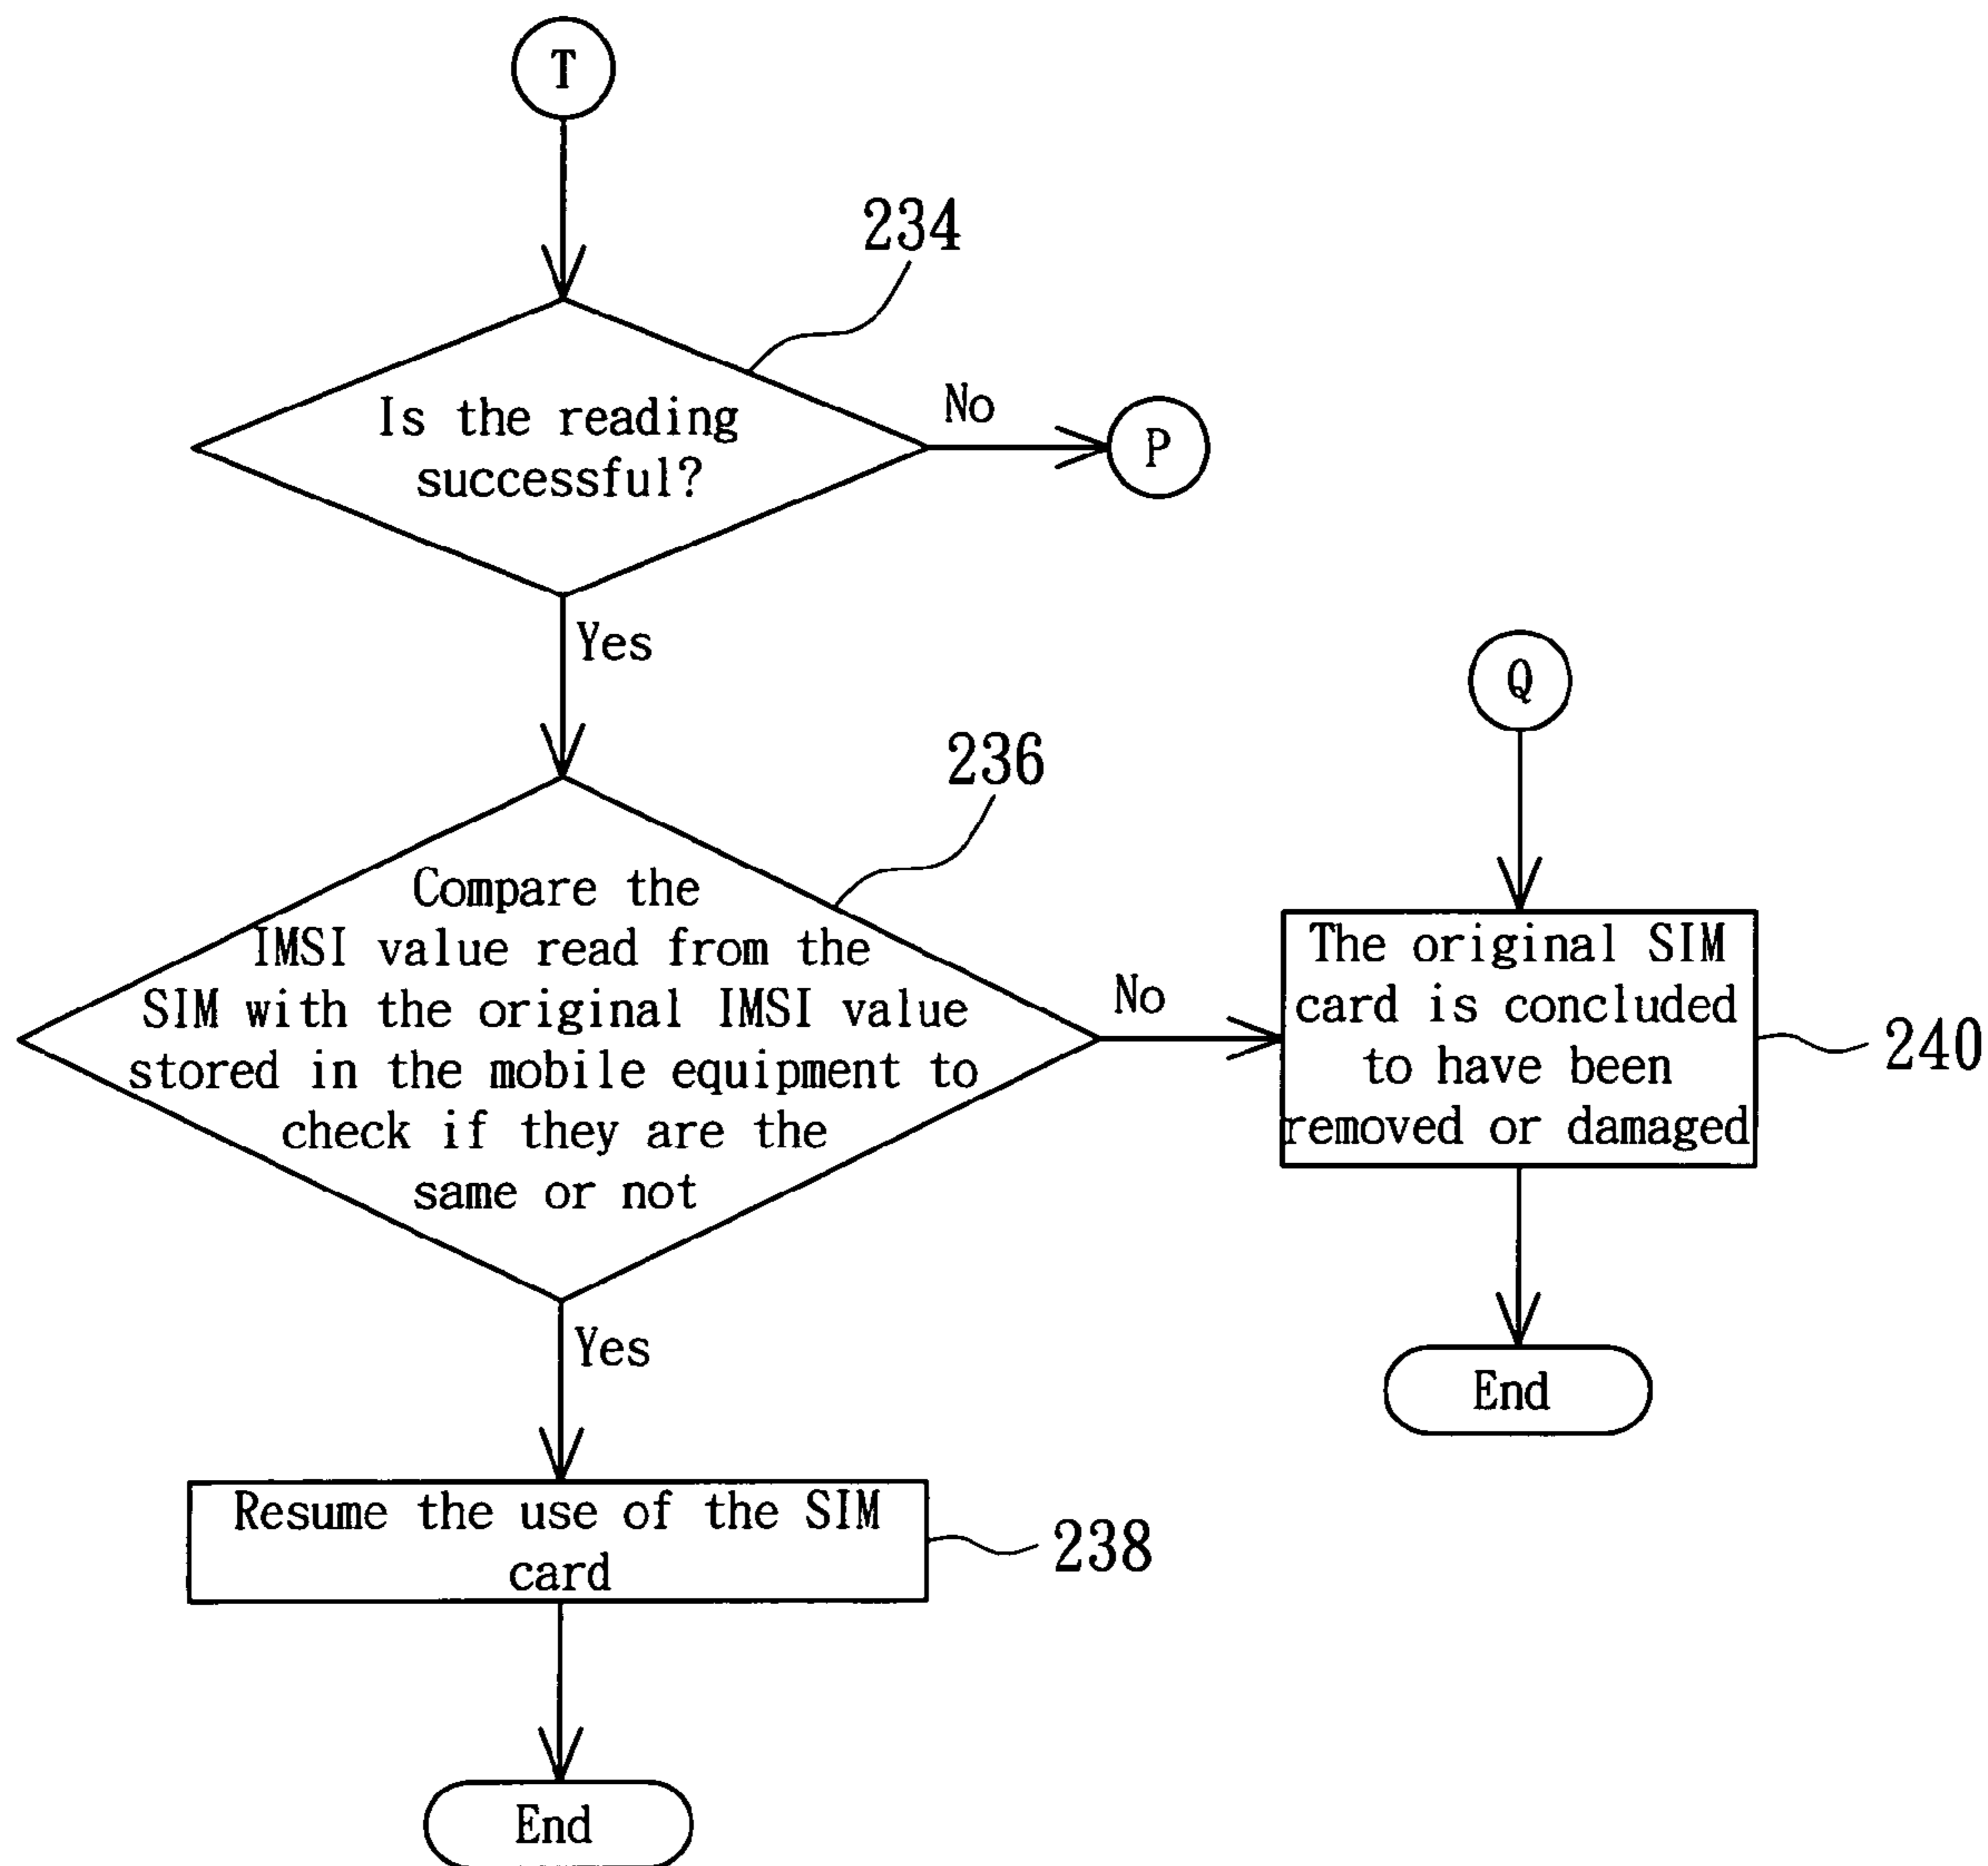 T
234
Is the reading
successful?
No
P
Yes
Q
236
Compare the
IMSI value read from the
SIM with the original IMSI value
stored in the mobile equipment to
check if they are the
same or not
No
The original SIM
card is concluded
to have been
removed or damaged
240
Yes
End
Resume the use of the SIM
card
238
End